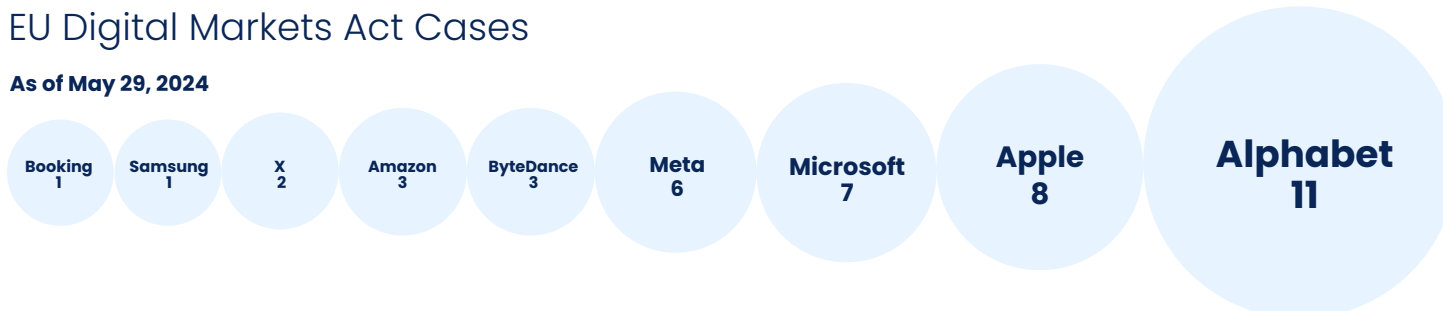 EU Digital Markets Act Cases
As of May 29, 2024
Booking
1
Samsung
1
X
2
Amazon
3
ByteDance
3
Meta
6
Microsoft
7
Apple
8
Alphabet
11